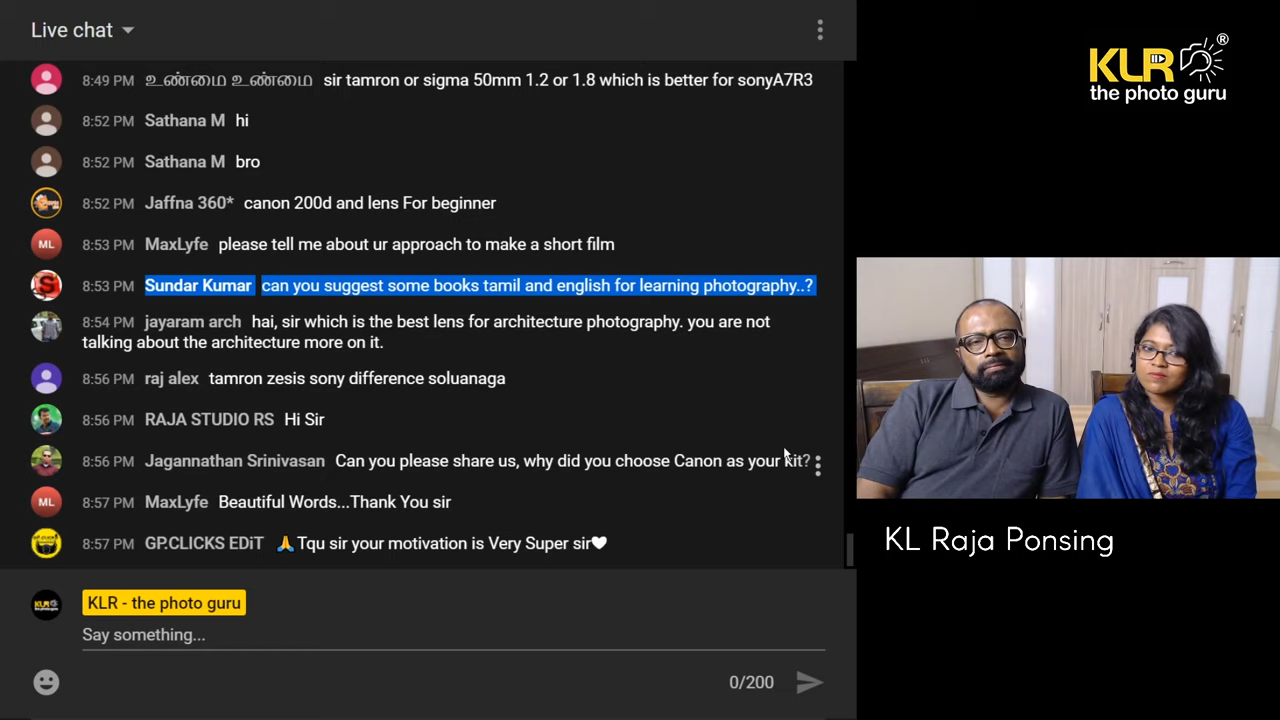 Live chat
8:49 PM உண்மை உண்மை sir tamron or sigma 50mm 1.2 or 1.8 which is better for sonyA7R3
8:52 PM Sathana M hi
8:52 PM Sathana M bro
8:52 PM Jaffna 360* canon 200d and lens For beginner
ML 8:53 PM MaxLyfe please tell me about ur approach to make a short film
S 8:53 PM Sundar Kumar can you suggest some books tamil and english for learning photography..?
8:54 PM jayaram arch hai, sir which is the best lens for architecture photography. you are not
talking about the architecture more on it.
8:56 PM raj alex tamron zesis sony difference soluanaga
8:56 PM RAJA STUDIO RS Hi Sir
8:56 PM Jagannathan Srinivasan Can you please share us, why did you choose Canon as your kit?
ML 8:57 PM MaxLyfe Beautiful Words...Thank You sir
8:57 PM GP.CLICKS EDiT 🙏Tqu sir your motivation is Very Super sir🤍
KLR - the photo guru
Say something...
0/200
KLR ®
the photo guru
KL Raja Ponsing